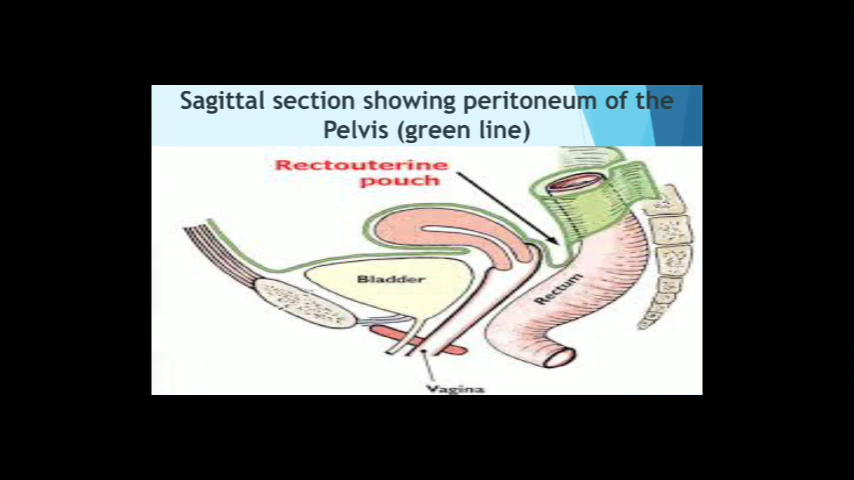 Sagittal section showing peritoneum of the
Pelvis (green line)
Rectouterine
pouch
Bladder
Rectum
Vagina